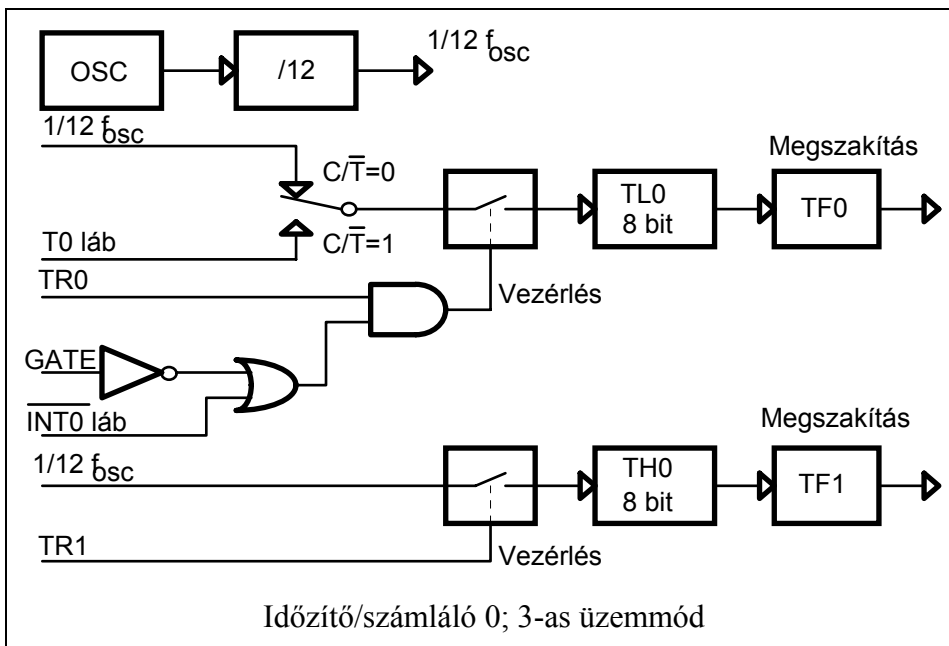 OSC
/12
1/12 fosc
1/12 fosc
C/T̅=0
Megszakítás
TL0
8 bit
TF0
T0 láb
C/T̅=1
TR0
Vezérlés
GATE
I̅N̅T̅0̅ láb
Megszakítás
1/12 fosc
TH0
8 bit
TF1
TR1
Vezérlés
Időzítő/számláló 0; 3-as üzemmód